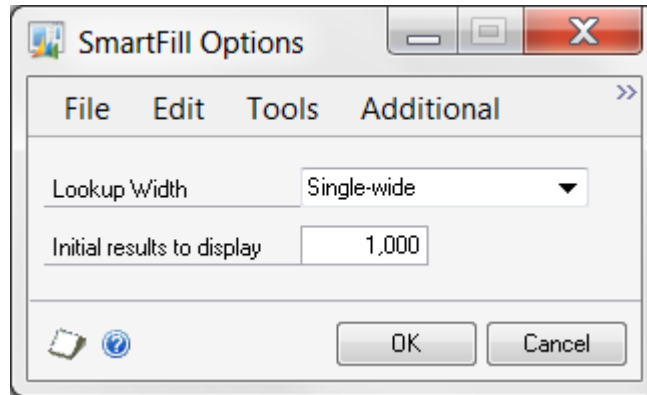 SmartFill Options
File Edit Tools Additional
Lookup Width Single-wide
Initial results to display 1,000
OK Cancel